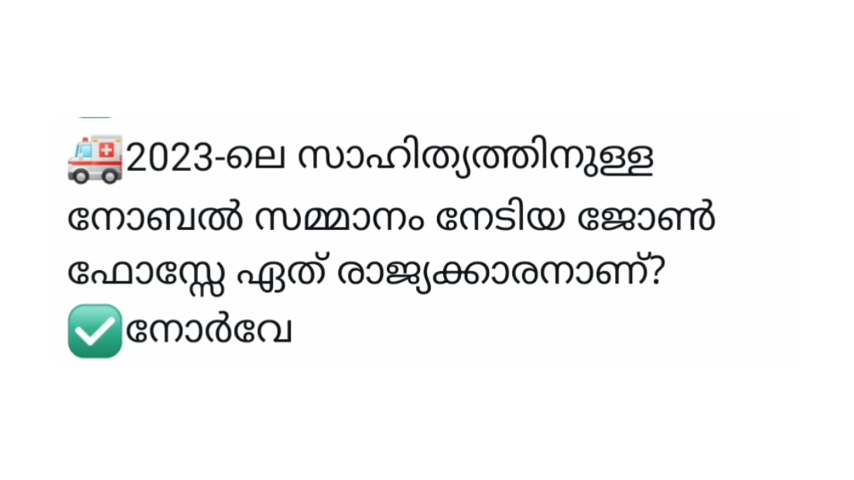 🚑2023-ലെ സാഹിത്യത്തിനുള്ള
നോബൽ സമ്മാനം നേടിയ ജോൺ
ഫോസ്സേ ഏത് രാജ്യക്കാരനാണ്?
✅നോർവേ